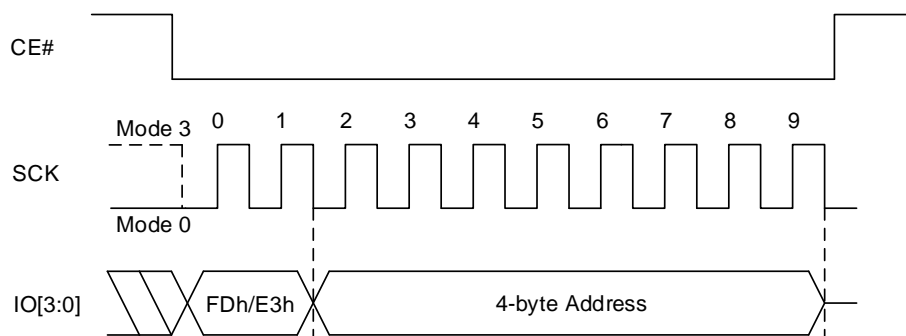 CE#
Mode 3 0 1 2 3 4 5 6 7 8 9
SCK
Mode 0
IO[3:0] FDh/E3h 4-byte Address